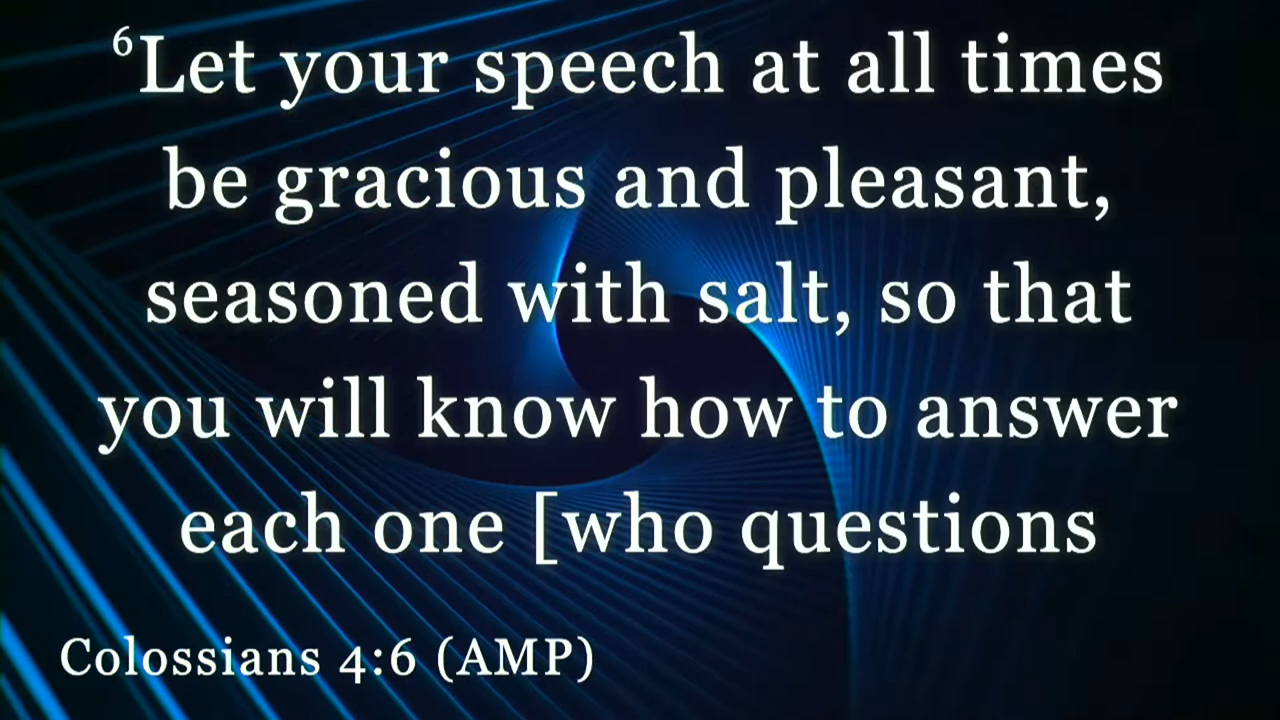 ⁶Let your speech at all times
be gracious and pleasant,
seasoned with salt, so that
you will know how to answer
each one [who questions
Colossians 4:6 (AMP)